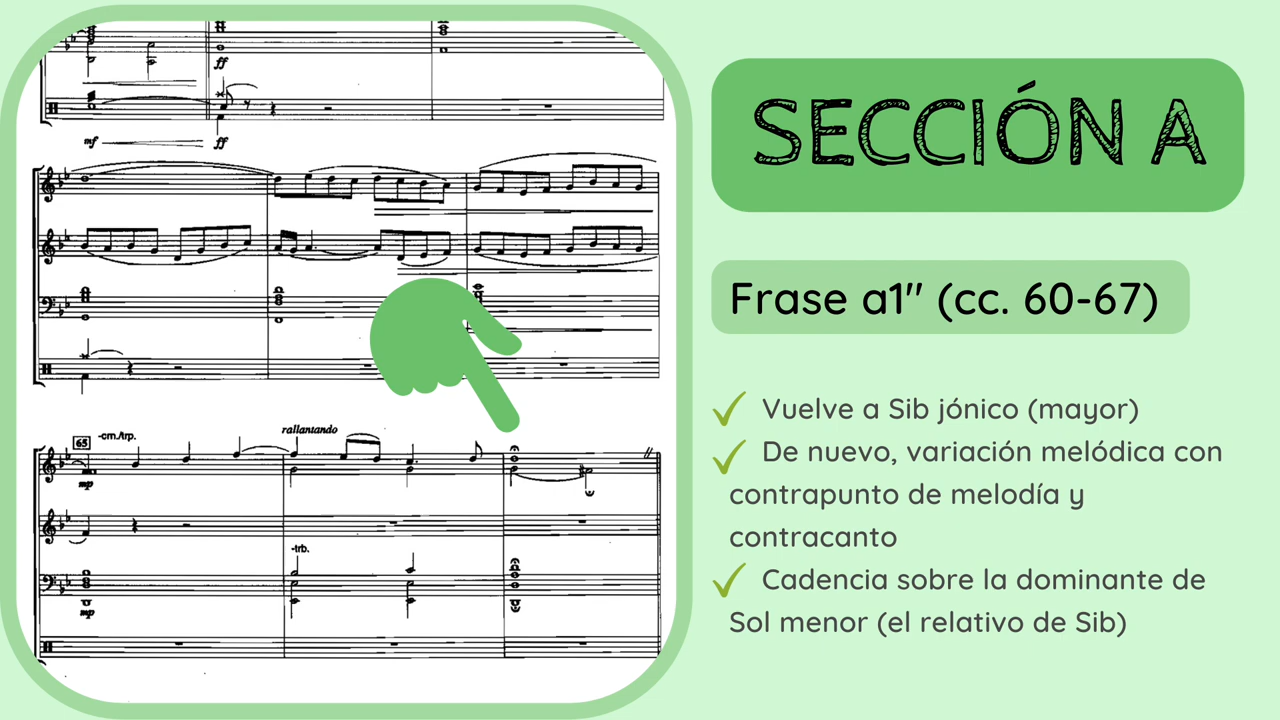 ff
mf
ff
65
-crn./trp.
rallantando
mp
-trb.
mp
SECCIÓN A
Frase a1" (cc. 60-67)
Vuelve a Sib jónico (mayor)
De nuevo, variación melódica con
contrapunto de melodía y
contracanto
Cadencia sobre la dominante de
Sol menor (el relativo de Sib)